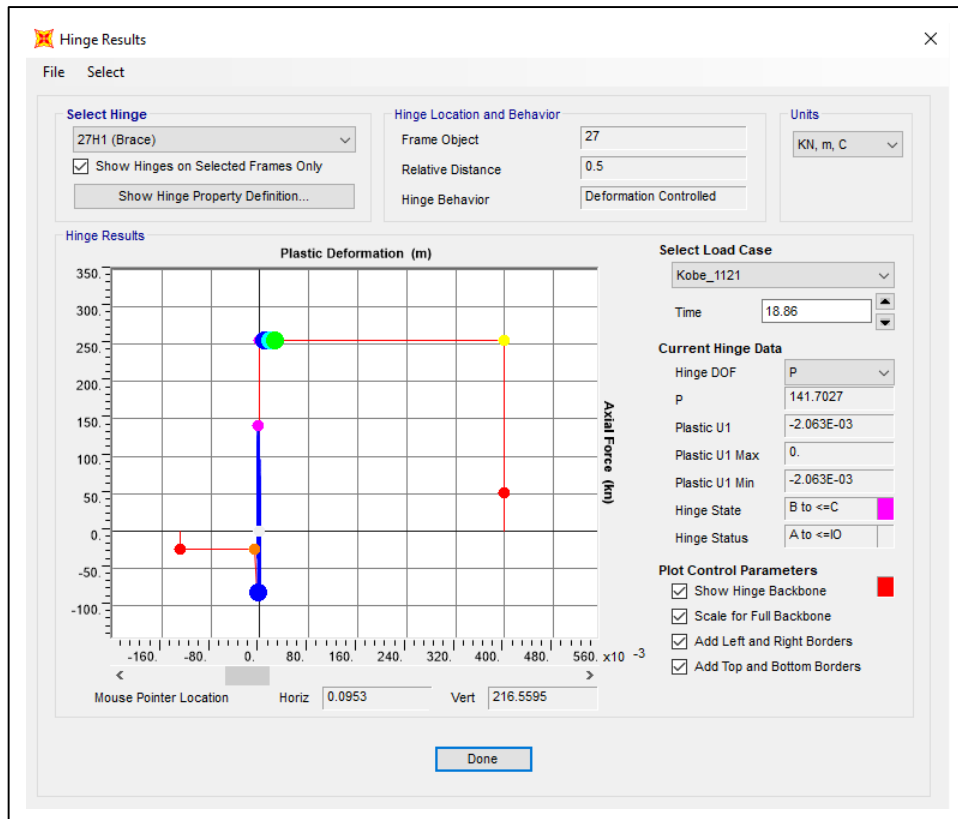 Hinge Results
File Select
Select Hinge
27H1 (Brace)
Show Hinges on Selected Frames Only
Show Hinge Property Definition...
Hinge Location and Behavior
Frame Object 27
Relative Distance 0.5
Hinge Behavior Deformation Controlled
Units
KN, m, C
Hinge Results
Plastic Deformation (m)
350.
300.
250.
200.
150.
100.
50.
0.
-50.
-100.
Axial Force (kn)
-160. -80. 0. 80. 160. 240. 320. 400. 480. 560. x10 -3
Mouse Pointer Location Horiz 0.0953 Vert 216.5595
Select Load Case
Kobe_1121
Time 18.86
Current Hinge Data
Hinge DOF P
P 141.7027
Plastic U1 -2.063E-03
Plastic U1 Max 0.
Plastic U1 Min -2.063E-03
Hinge State B to <=C
Hinge Status A to <=IO
Plot Control Parameters
Show Hinge Backbone
Scale for Full Backbone
Add Left and Right Borders
Add Top and Bottom Borders
Done